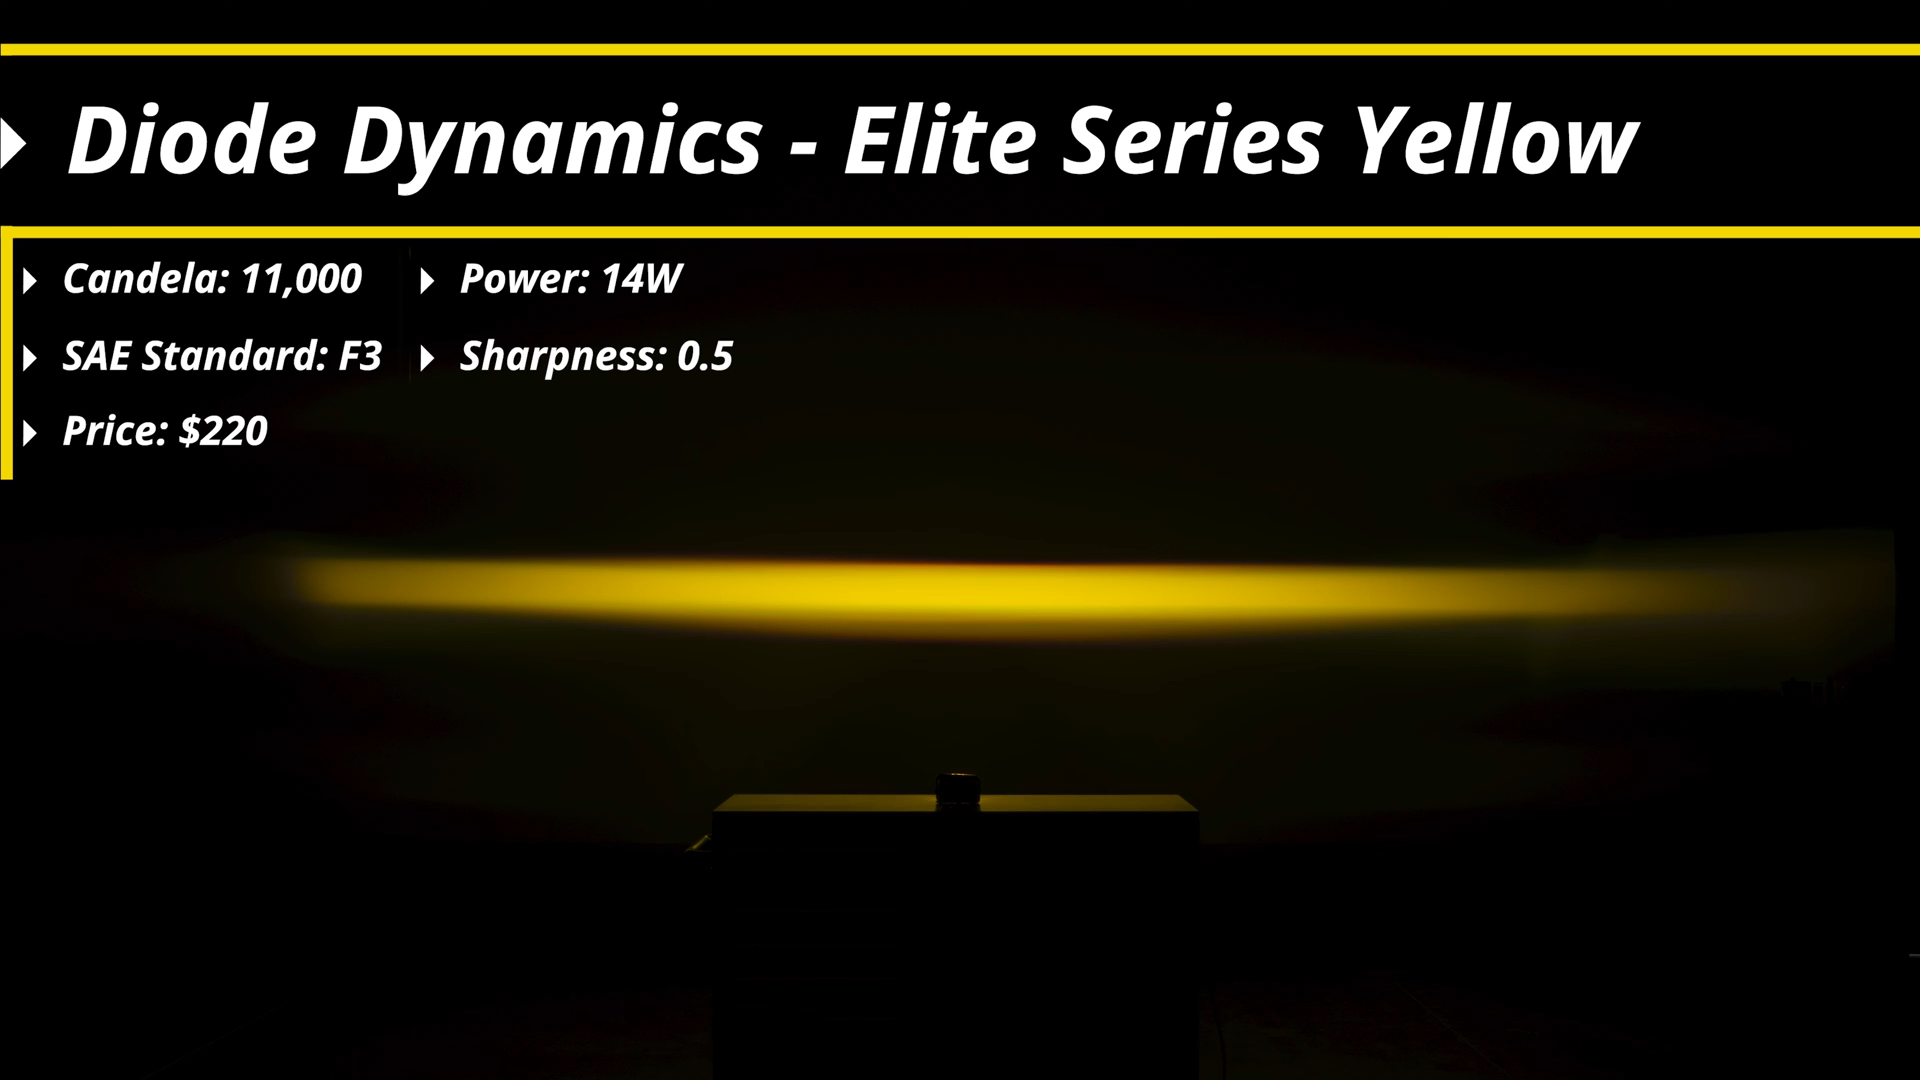 Diode Dynamics - Elite Series Yellow
Candela: 11,000
Power: 14W
SAE Standard: F3
Sharpness: 0.5
Price: $220